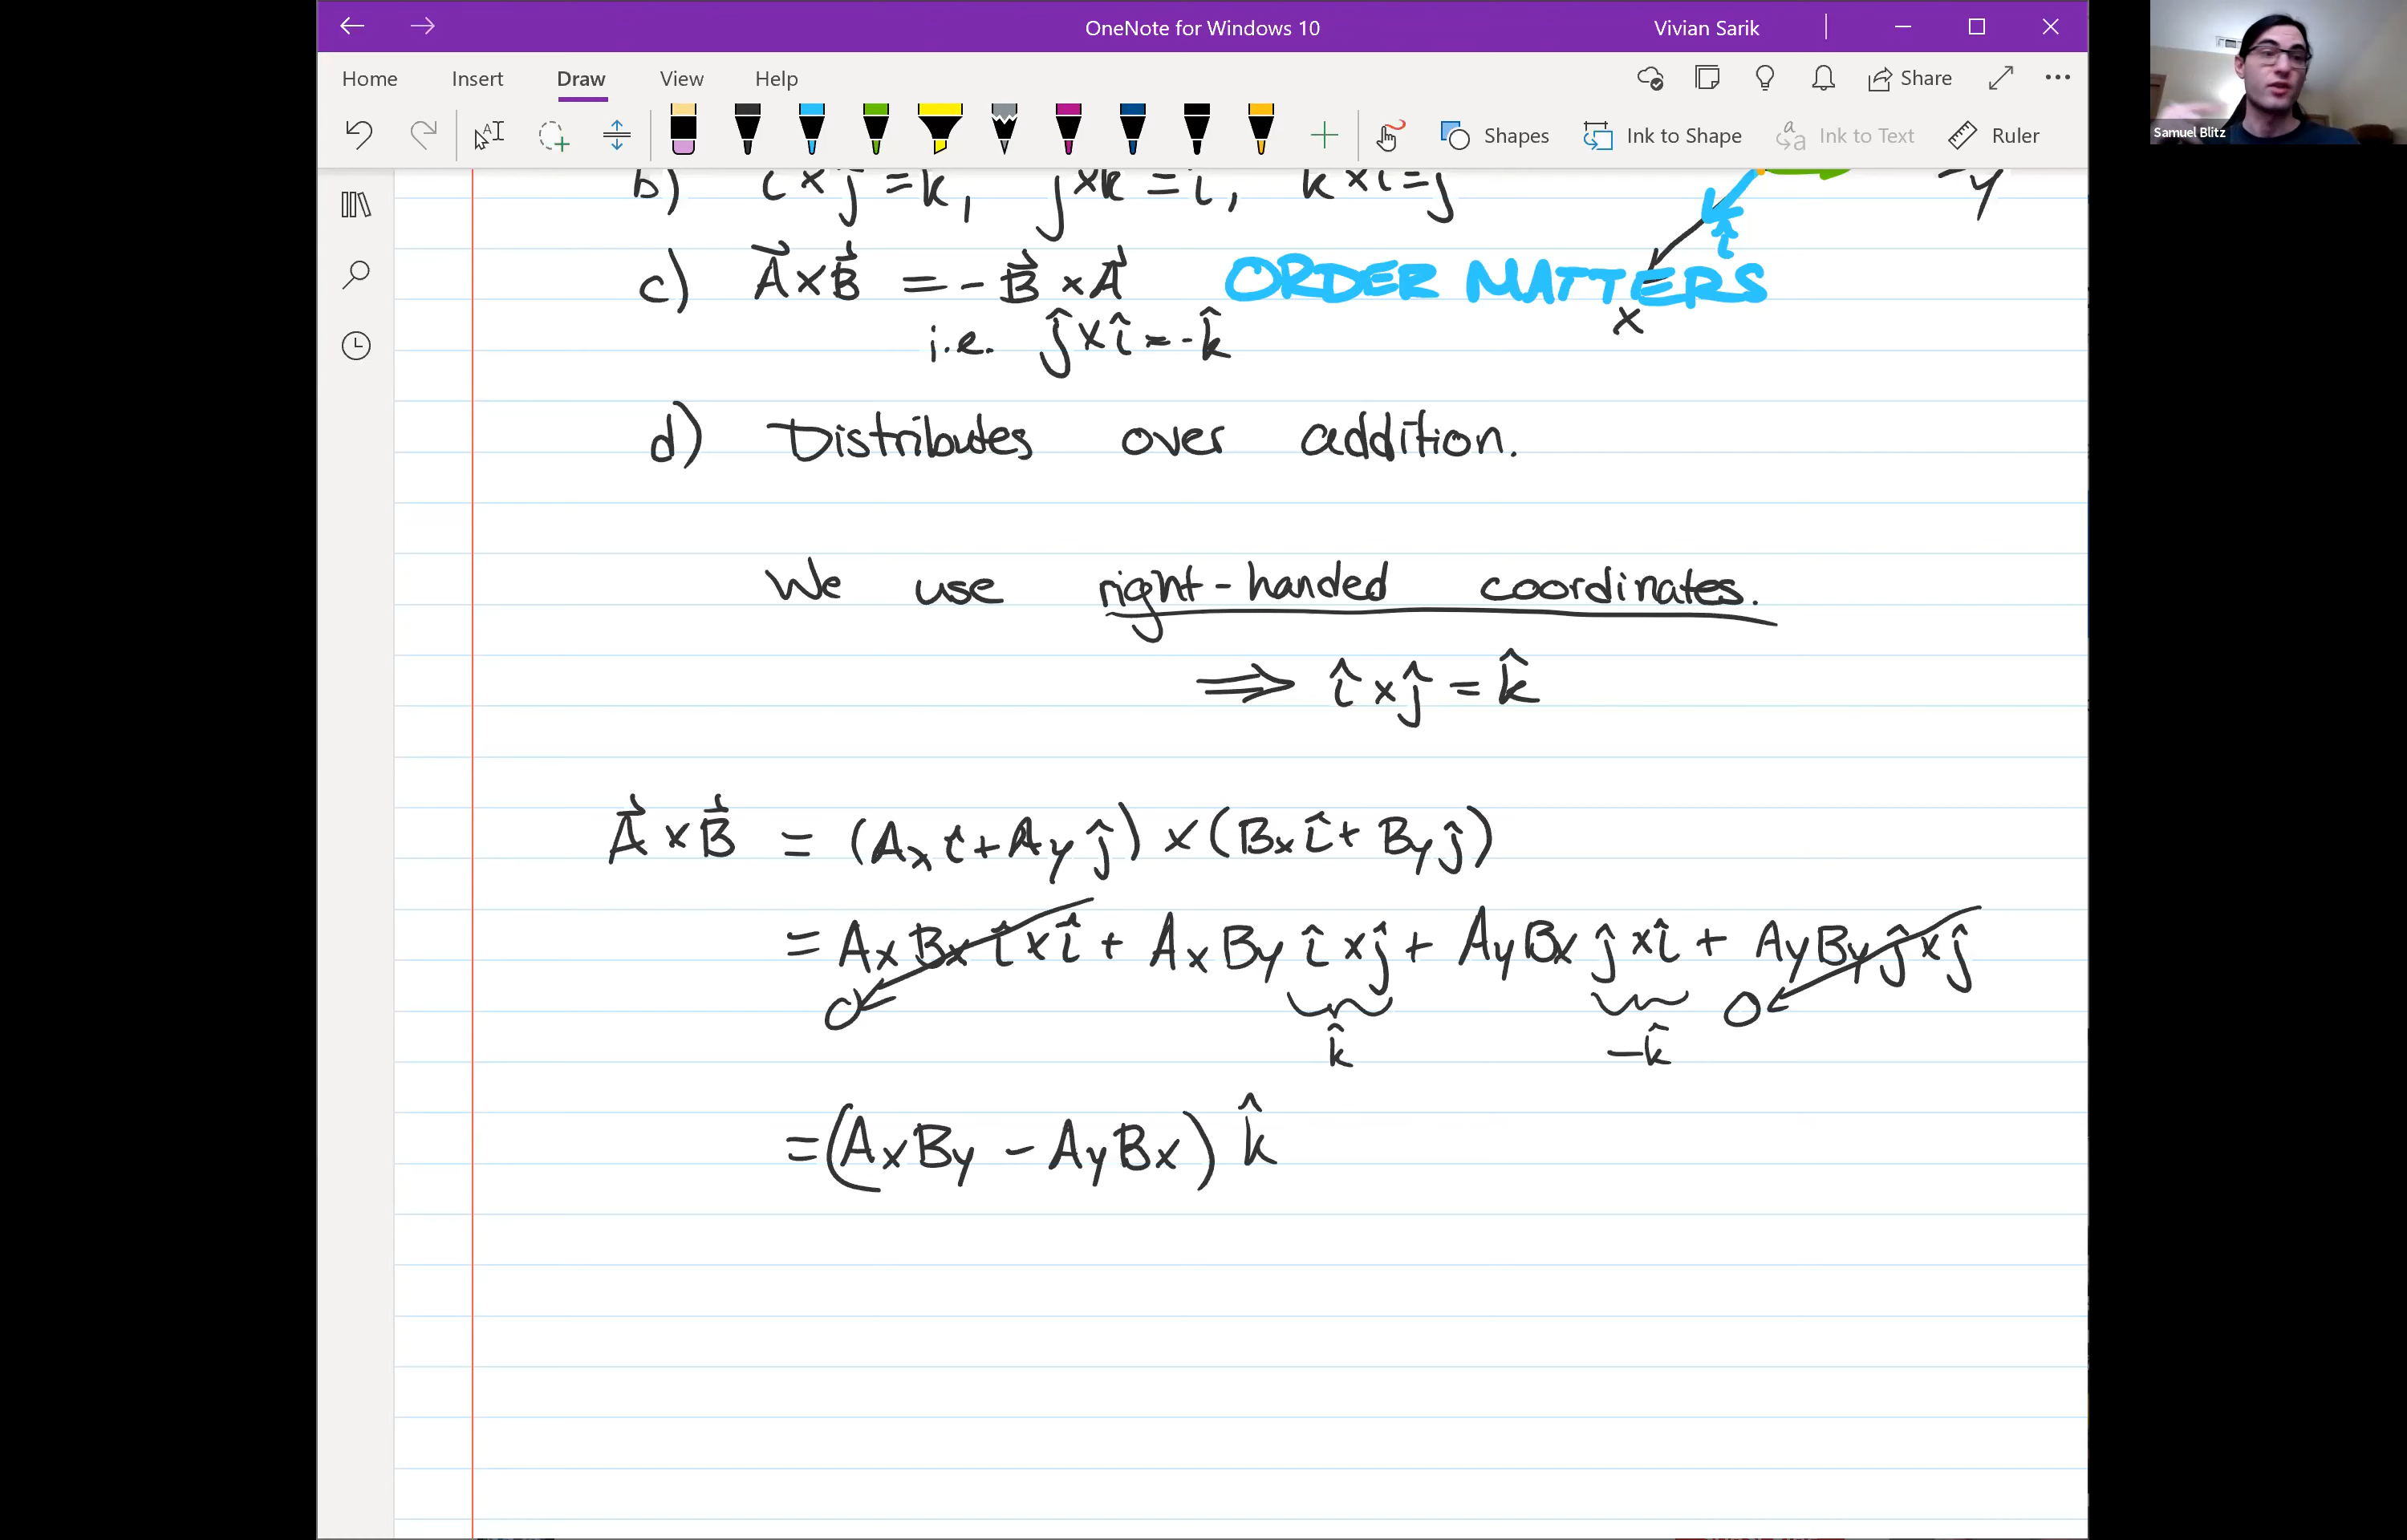 OneNote for Windows 10
Vivian Sarik
Home Insert Draw View Help
Share
Shapes Ink to Shape Ink to Text Ruler
Samuel Blitz
b) i × j = k, j × k = i, k × i = j
-y
î
c) A⃗ × B⃗ = - B⃗ × A⃗ ORDER MATTERS
x
i.e. ĵ × î = -k̂
d) Distributes over addition.
We use right-handed coordinates.
⟹ î × ĵ = k̂
A⃗ × B⃗ = (Ax î + Ay ĵ) × (Bx î + By ĵ)
= Ax Bx î × î + Ax By î × ĵ + Ay Bx ĵ × î + Ay By ĵ × ĵ
0 k̂ -k̂ 0
= (Ax By - Ay Bx) k̂